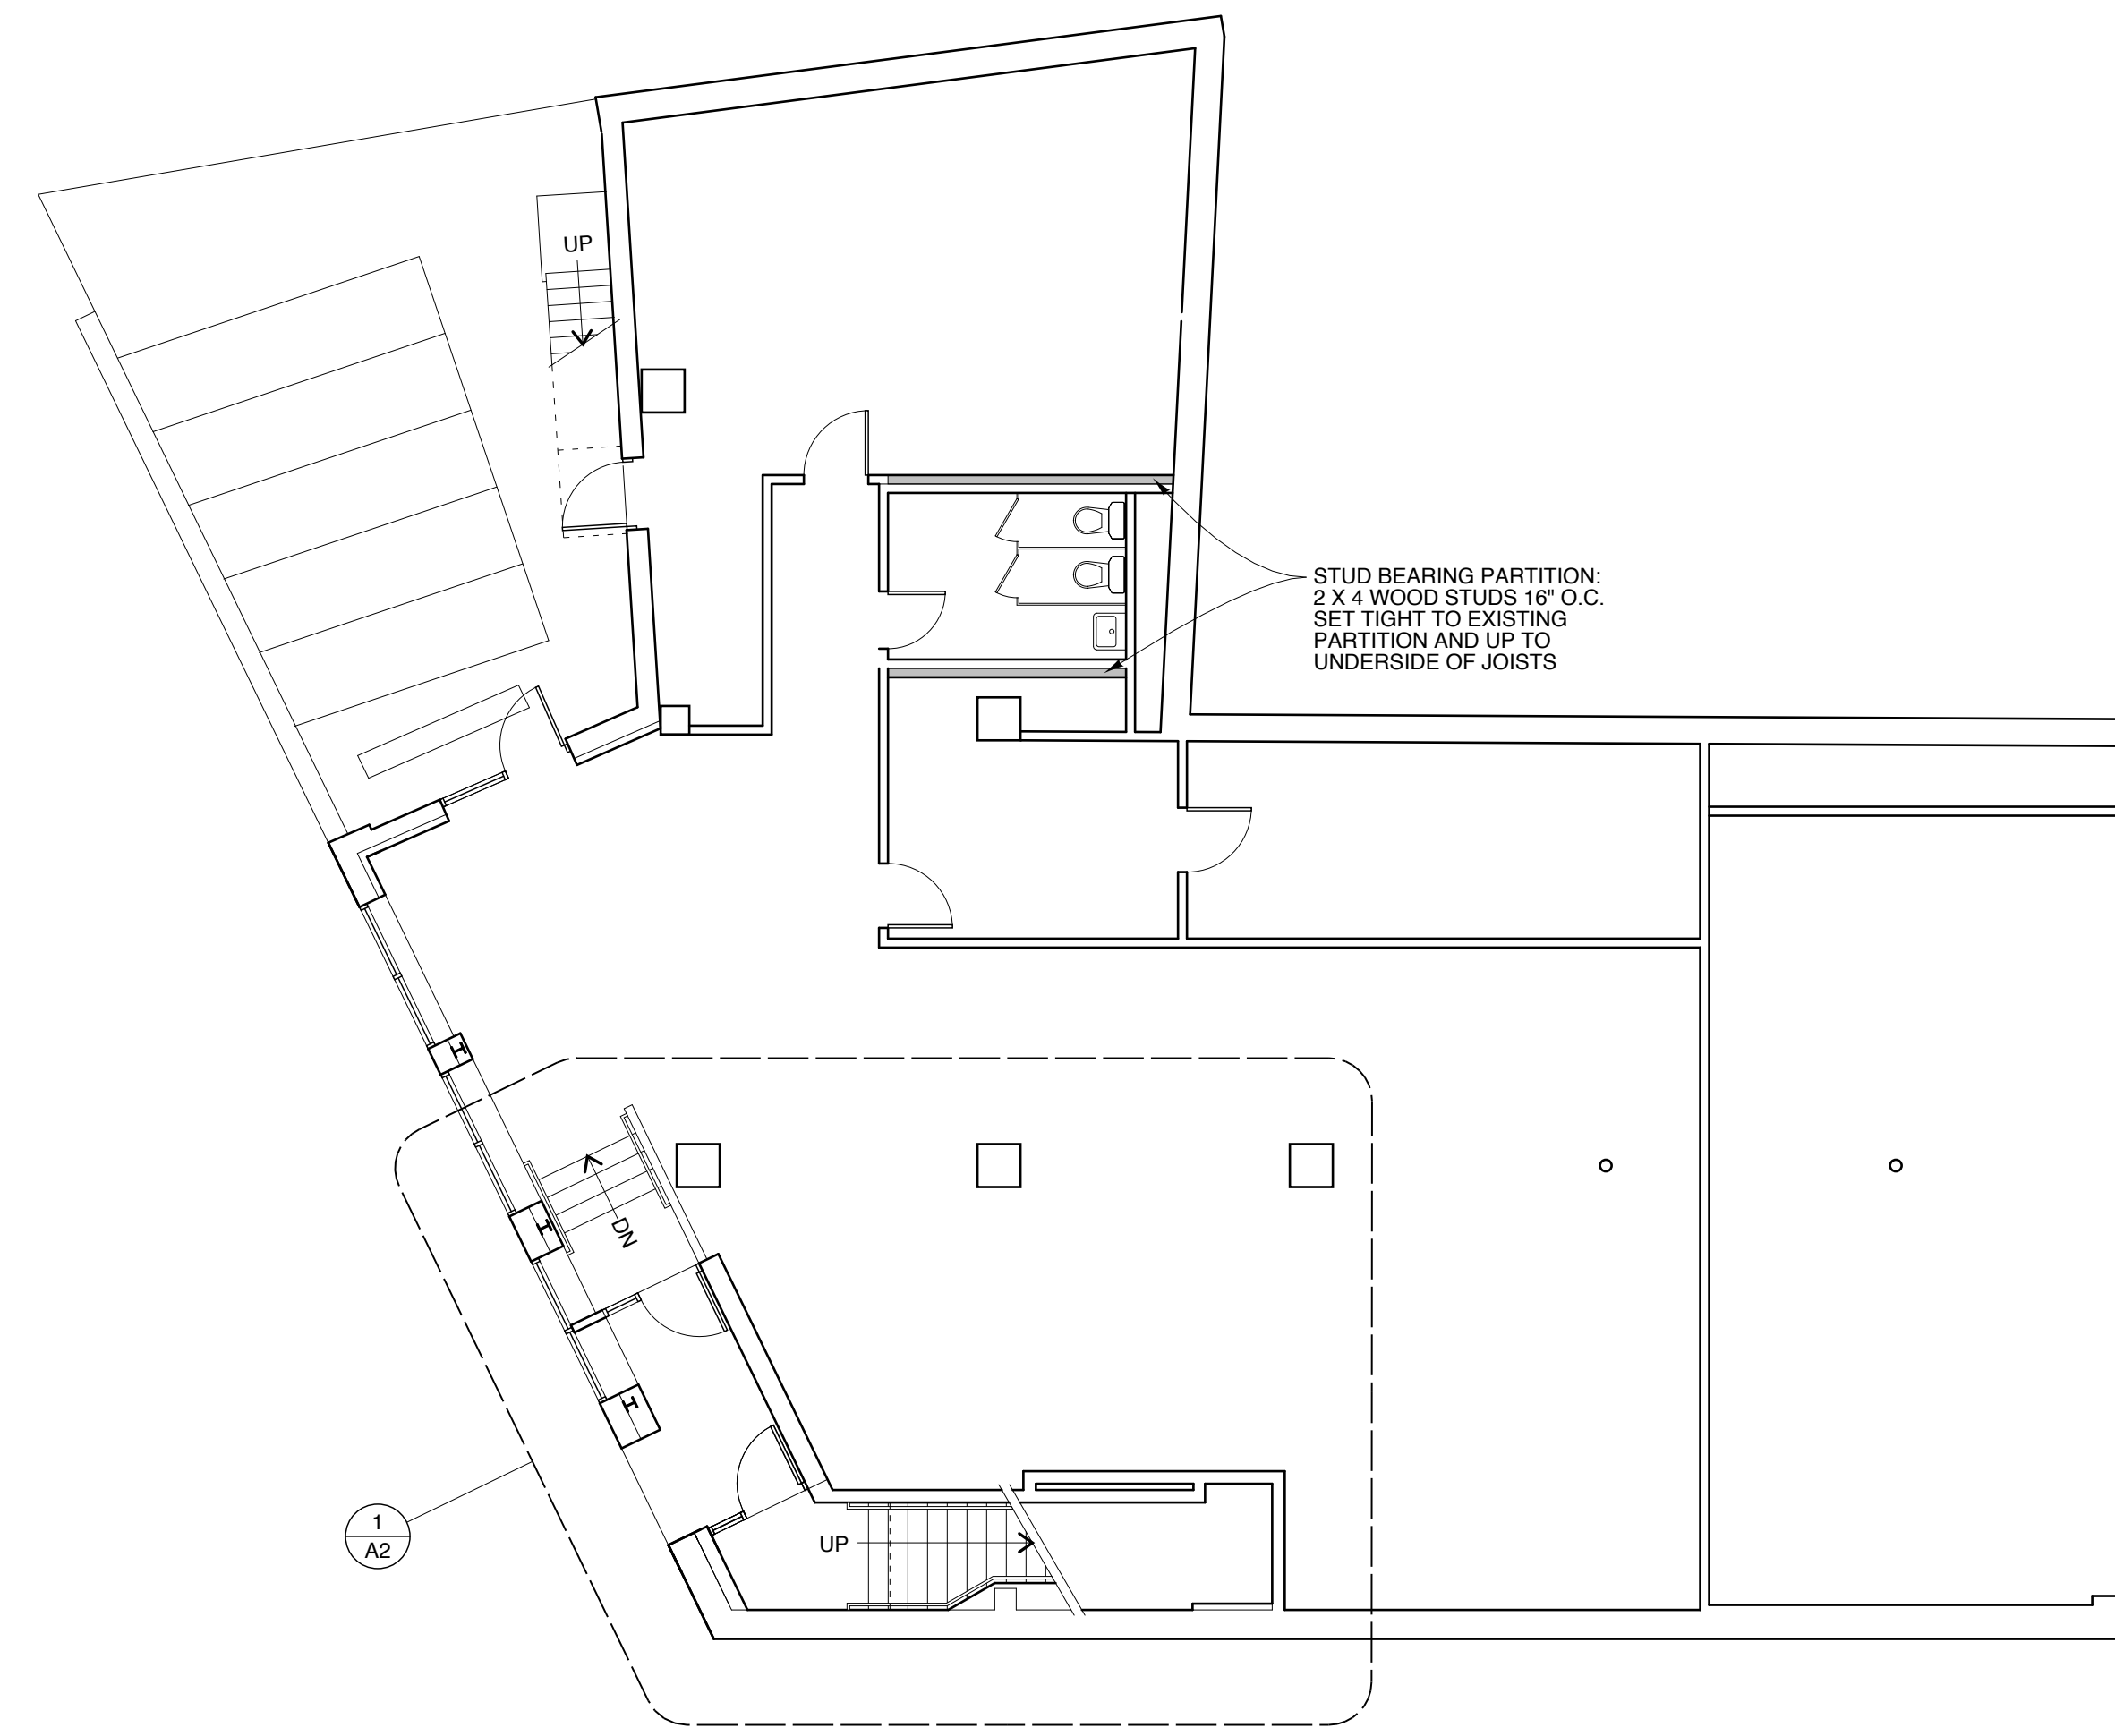 UP
STUD BEARING PARTITION:
2 X 4 WOOD STUDS 16" O.C.
SET TIGHT TO EXISTING
PARTITION AND UP TO
UNDERSIDE OF JOISTS
DN
1
A2
UP